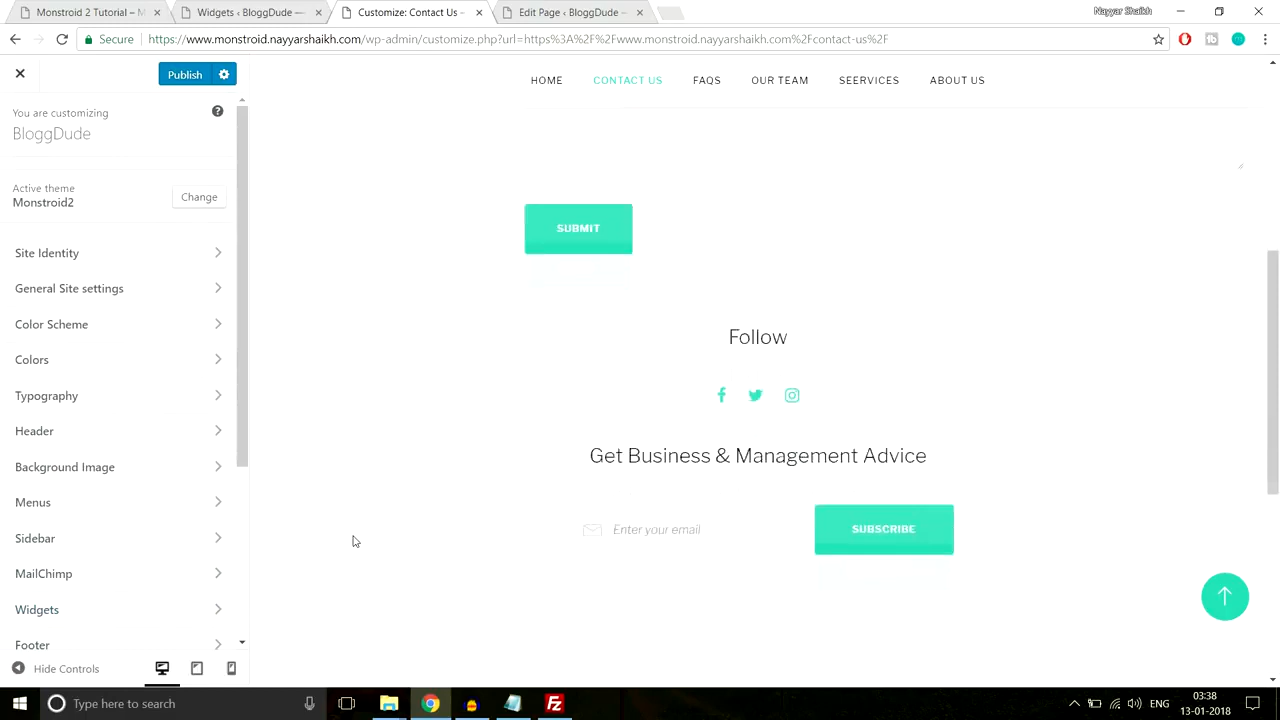 Monstroid 2 Tutorial – M
Widgets ‹ BloggDude —
Customize: Contact Us –
Edit Page ‹ BloggDude –
Nayyar Shaikh
Secure
https://www.monstroid.nayyarshaikh.com/wp-admin/customize.php?url=https%3A%2F%2Fwww.monstroid.nayyarshaikh.com%2Fcontact-us%2F
Publish
You are customizing
BloggDude
Active theme
Monstroid2
Change
Site Identity
General Site settings
Color Scheme
Colors
Typography
Header
Background Image
Menus
Sidebar
MailChimp
Widgets
Footer
Hide Controls
HOME CONTACT US FAQS OUR TEAM SEERVICES ABOUT US
SUBMIT
Follow
Get Business & Management Advice
Enter your email
SUBSCRIBE
Type here to search
ENG
03:38
13-01-2018